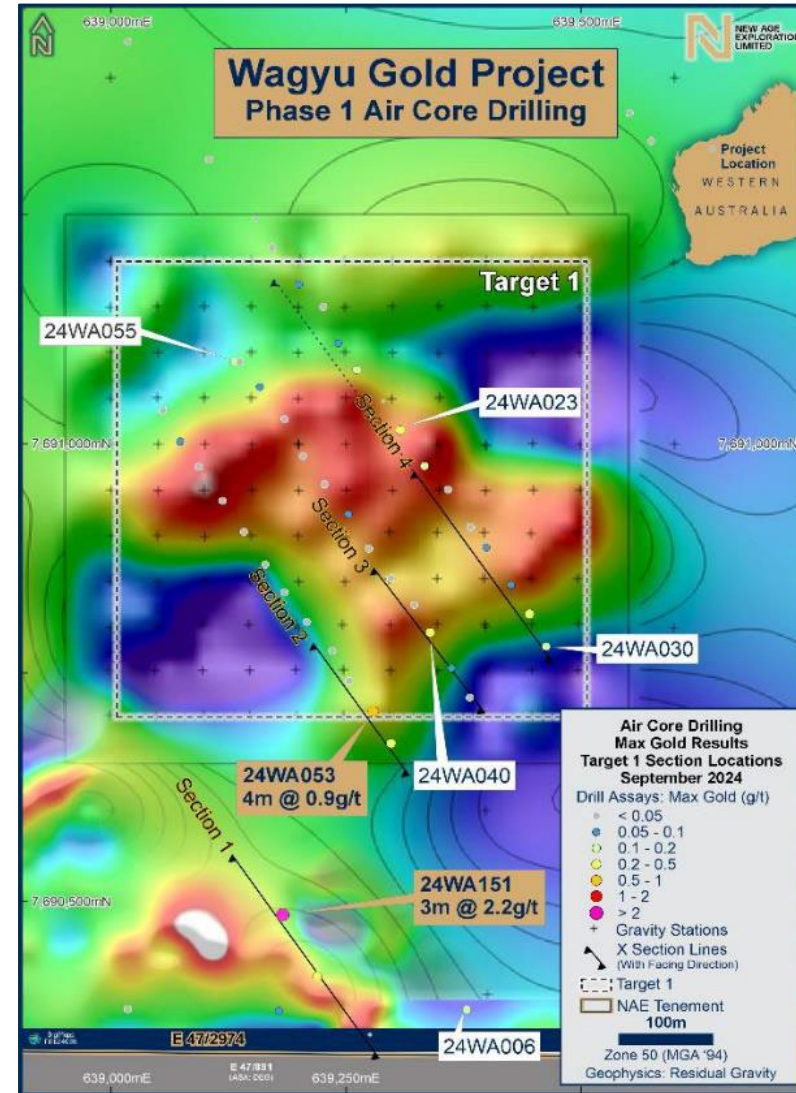 639,000mE
639,500mE
N
NEW AGE
EXPLORATION
LIMITED
Wagyu Gold Project
Phase 1 Air Core Drilling
Project
Location
WESTERN
AUSTRALIA
Target 1
24WA055
24WA023
Section 4
7,691,000mN
7,691,000mN
Section 3
Section 2
24WA030
24WA053
4m @ 0.9g/t
24WA040
Section 1
24WA151
3m @ 2.2g/t
7,690,500mN
24WA006
Air Core Drilling
Max Gold Results
Target 1 Section Locations
September 2024
Drill Assays: Max Gold (g/t)
< 0.05
0.05 - 0.1
0.1 - 0.2
0.2 - 0.5
0.5 - 1
1 - 2
> 2
Gravity Stations
X Section Lines
(With Facing Direction)
Target 1
NAE Tenement
100m
Zone 50 (MGA '94)
Geophysics: Residual Gravity
E 47/2974
E 47/891
639,000mE
639,250mE